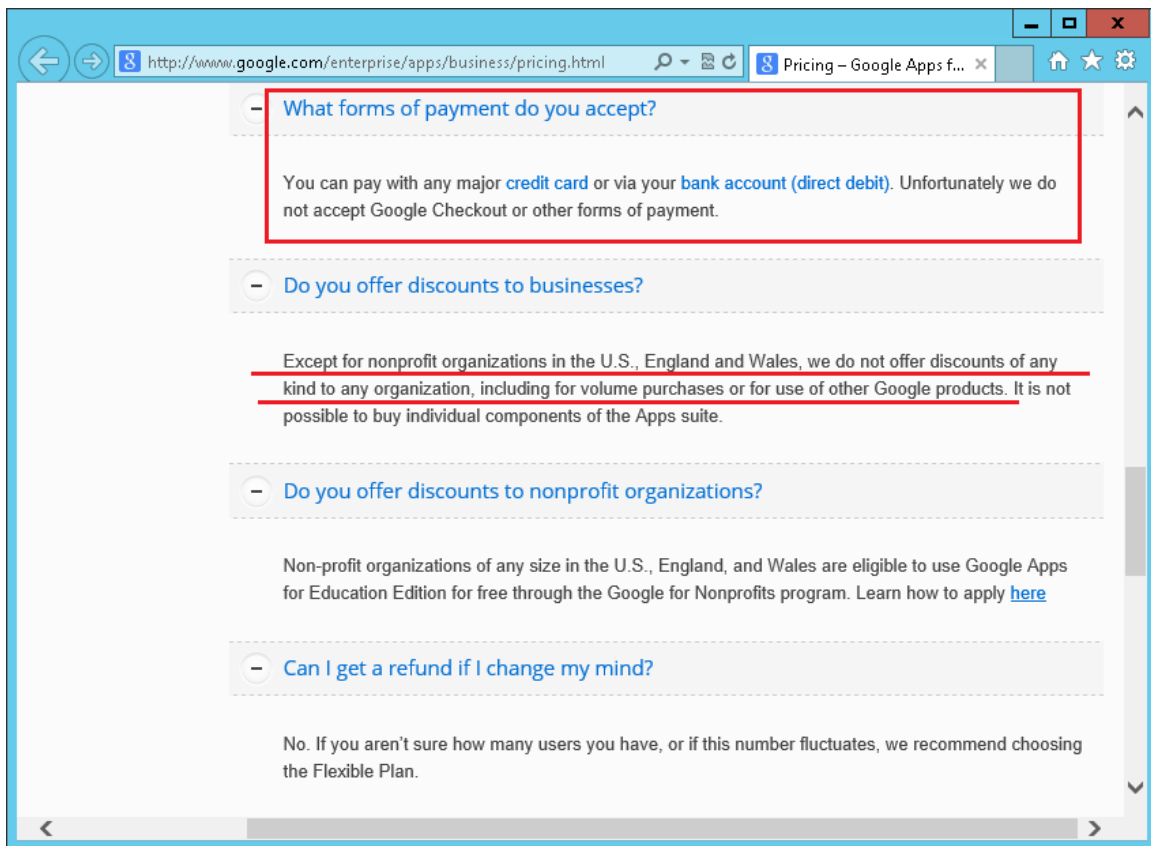 http://www.google.com/enterprise/apps/business/pricing.html
Pricing – Google Apps f...
What forms of payment do you accept?
You can pay with any major credit card or via your bank account (direct debit). Unfortunately we do
not accept Google Checkout or other forms of payment.
Do you offer discounts to businesses?
Except for nonprofit organizations in the U.S., England and Wales, we do not offer discounts of any
kind to any organization, including for volume purchases or for use of other Google products. It is not
possible to buy individual components of the Apps suite.
Do you offer discounts to nonprofit organizations?
Non-profit organizations of any size in the U.S., England, and Wales are eligible to use Google Apps
for Education Edition for free through the Google for Nonprofits program. Learn how to apply here
Can I get a refund if I change my mind?
No. If you aren't sure how many users you have, or if this number fluctuates, we recommend choosing
the Flexible Plan.